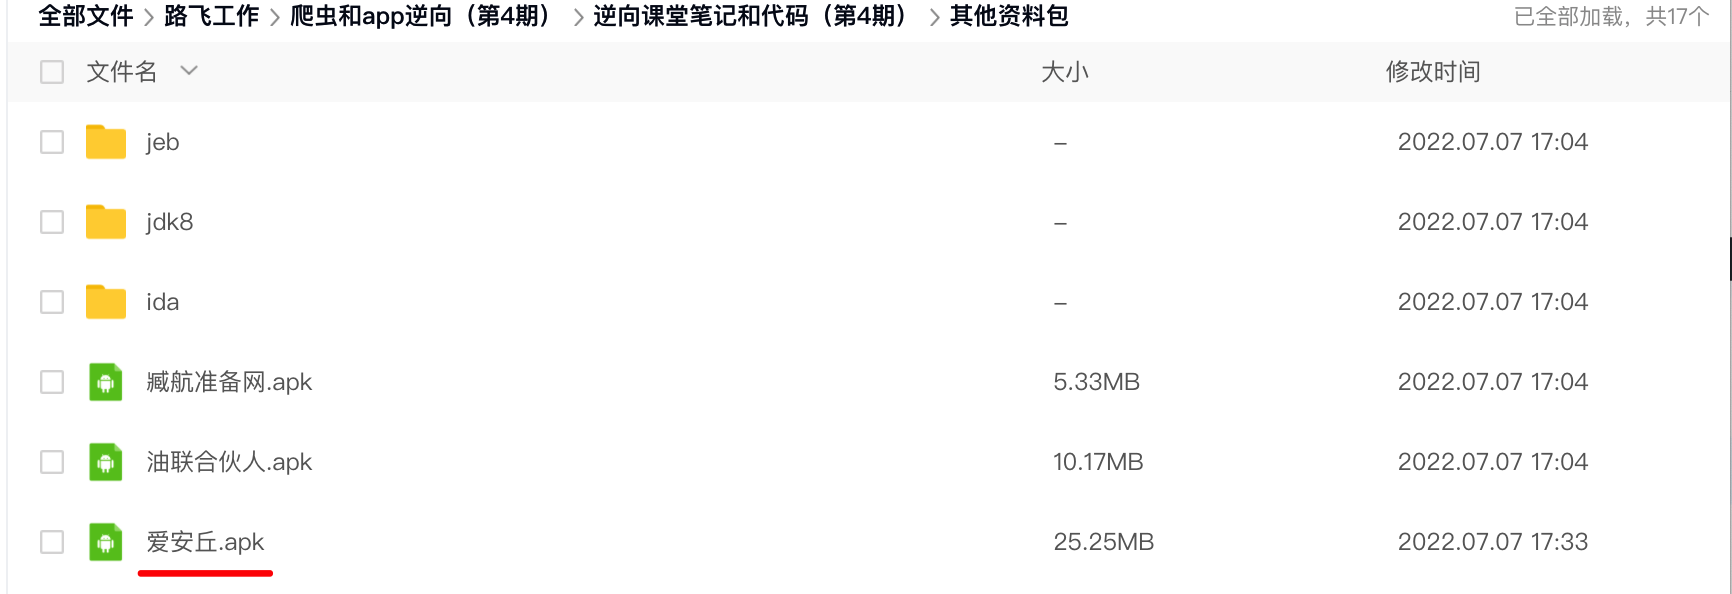 全部文件 > 路飞工作 > 爬虫和app逆向（第4期） > 逆向课堂笔记和代码（第4期） > 其他资料包 已全部加载，共17个
文件名 大小 修改时间
jeb – 2022.07.07 17:04
jdk8 – 2022.07.07 17:04
ida – 2022.07.07 17:04
臧航准备网.apk 5.33MB 2022.07.07 17:04
油联合伙人.apk 10.17MB 2022.07.07 17:04
爱安丘.apk 25.25MB 2022.07.07 17:33